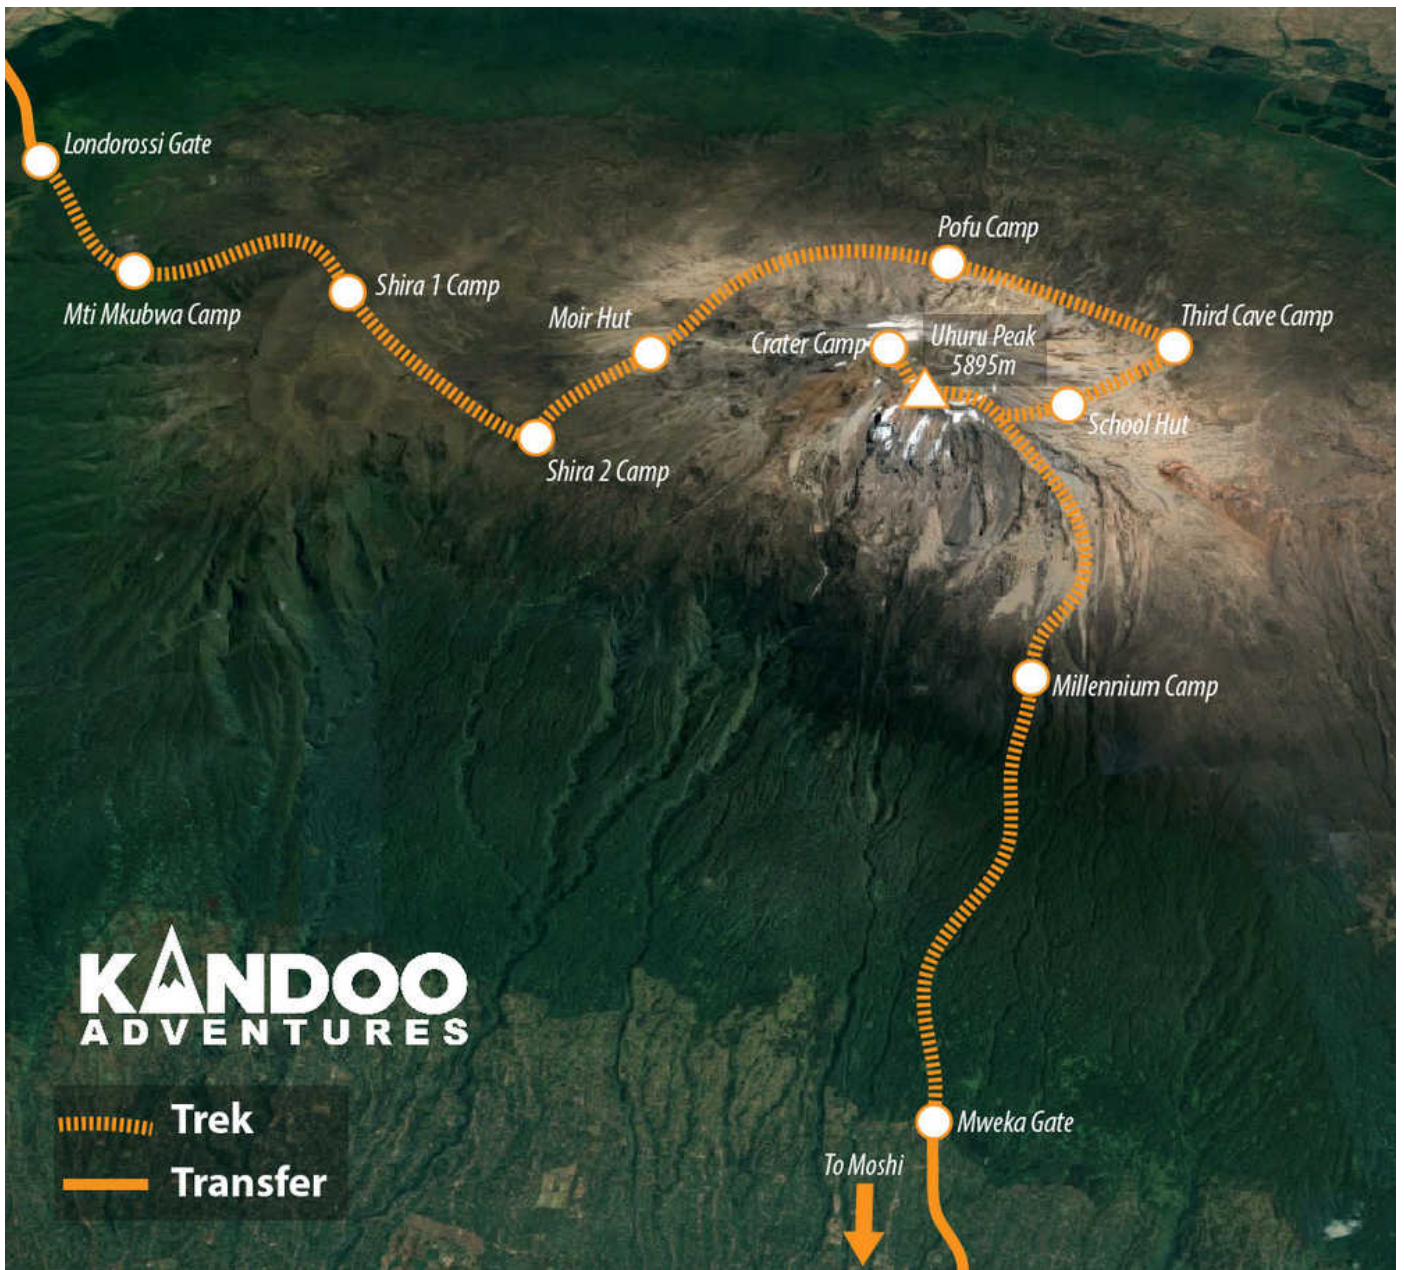 Londorossi Gate
Mti Mkubwa Camp
Shira 1 Camp
Shira 2 Camp
Moir Hut
Pofu Camp
Third Cave Camp
Crater Camp
Uhuru Peak
5895m
School Hut
Millennium Camp
Mweka Gate
To Moshi
KANDOO
ADVENTURES
Trek
Transfer